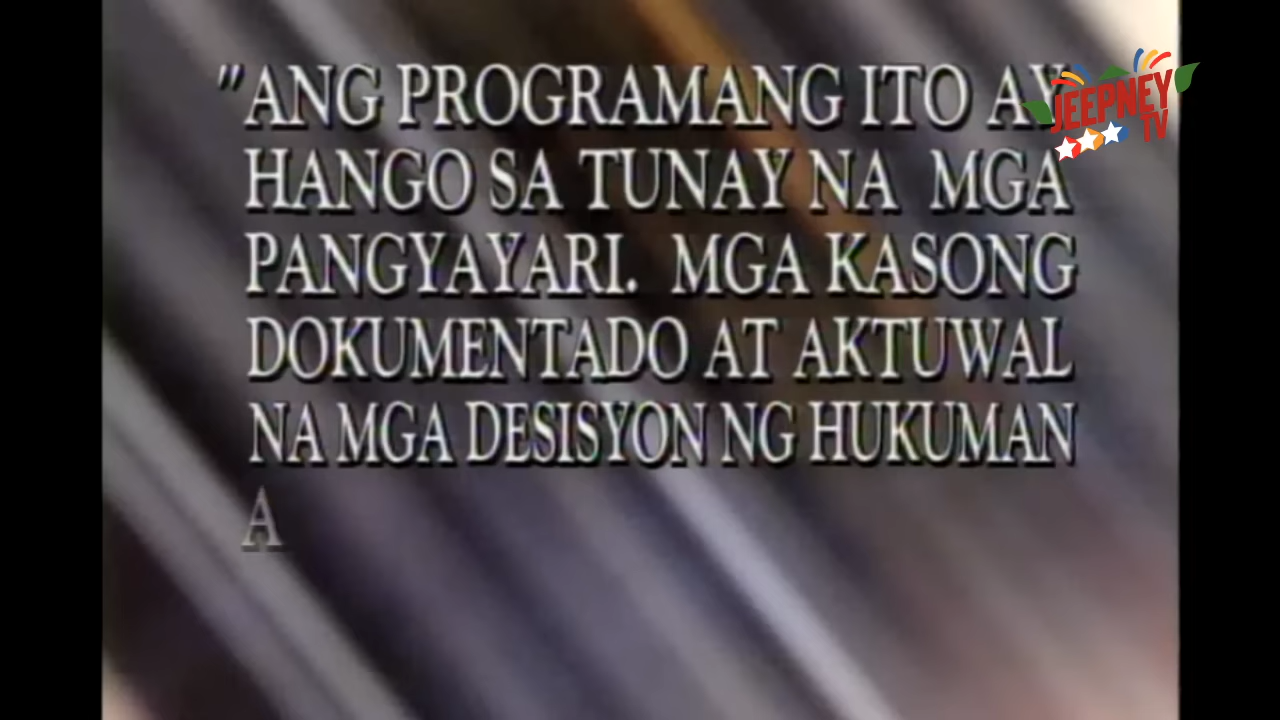 "ANG PROGRAMANG ITO AY
HANGO SA TUNAY NA MGA
PANGYAYARI. MGA KASONG
DOKUMENTADO AT AKTUWAL
NA MGA DESISYON NG HUKUMAN
A
JEEPNEY
TV